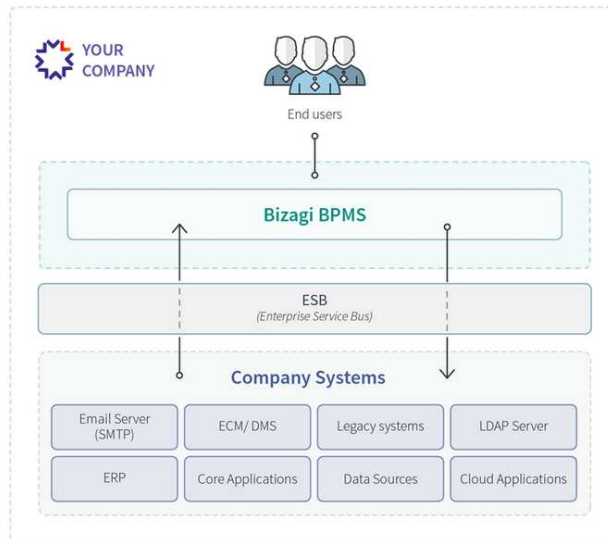 YOUR
COMPANY
End users
Bizagi BPMS
ESB
(Enterprise Service Bus)
Company Systems
Email Server
(SMTP)
ECM/ DMS
Legacy systems
LDAP Server
ERP
Core Applications
Data Sources
Cloud Applications